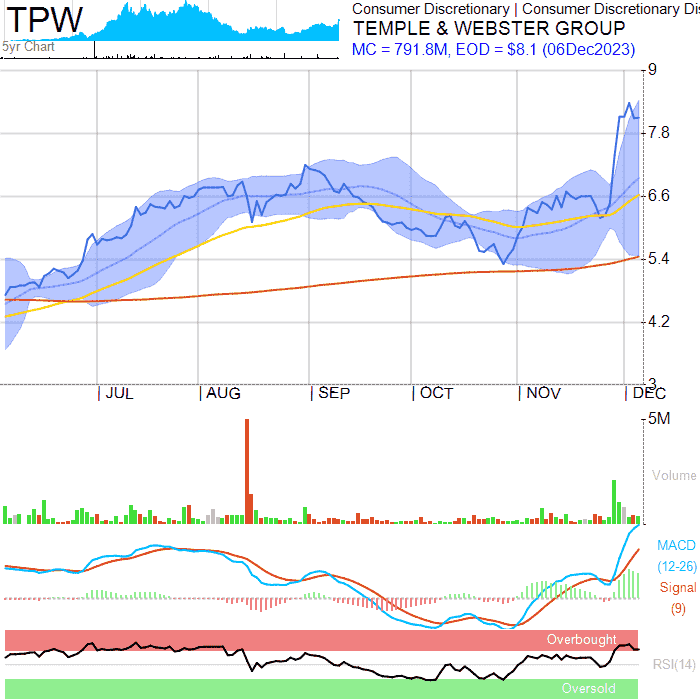 TPW
5yr Chart
Consumer Discretionary | Consumer Discretionary Dis
TEMPLE & WEBSTER GROUP
MC = 791.8M, EOD = $8.1 (06Dec2023)
9
7.8
6.6
5.4
4.2
3
JUL
AUG
SEP
OCT
NOV
DEC
5M
Volume
MACD
(12-26)
Signal
(9)
Overbought
RSI(14)
Oversold